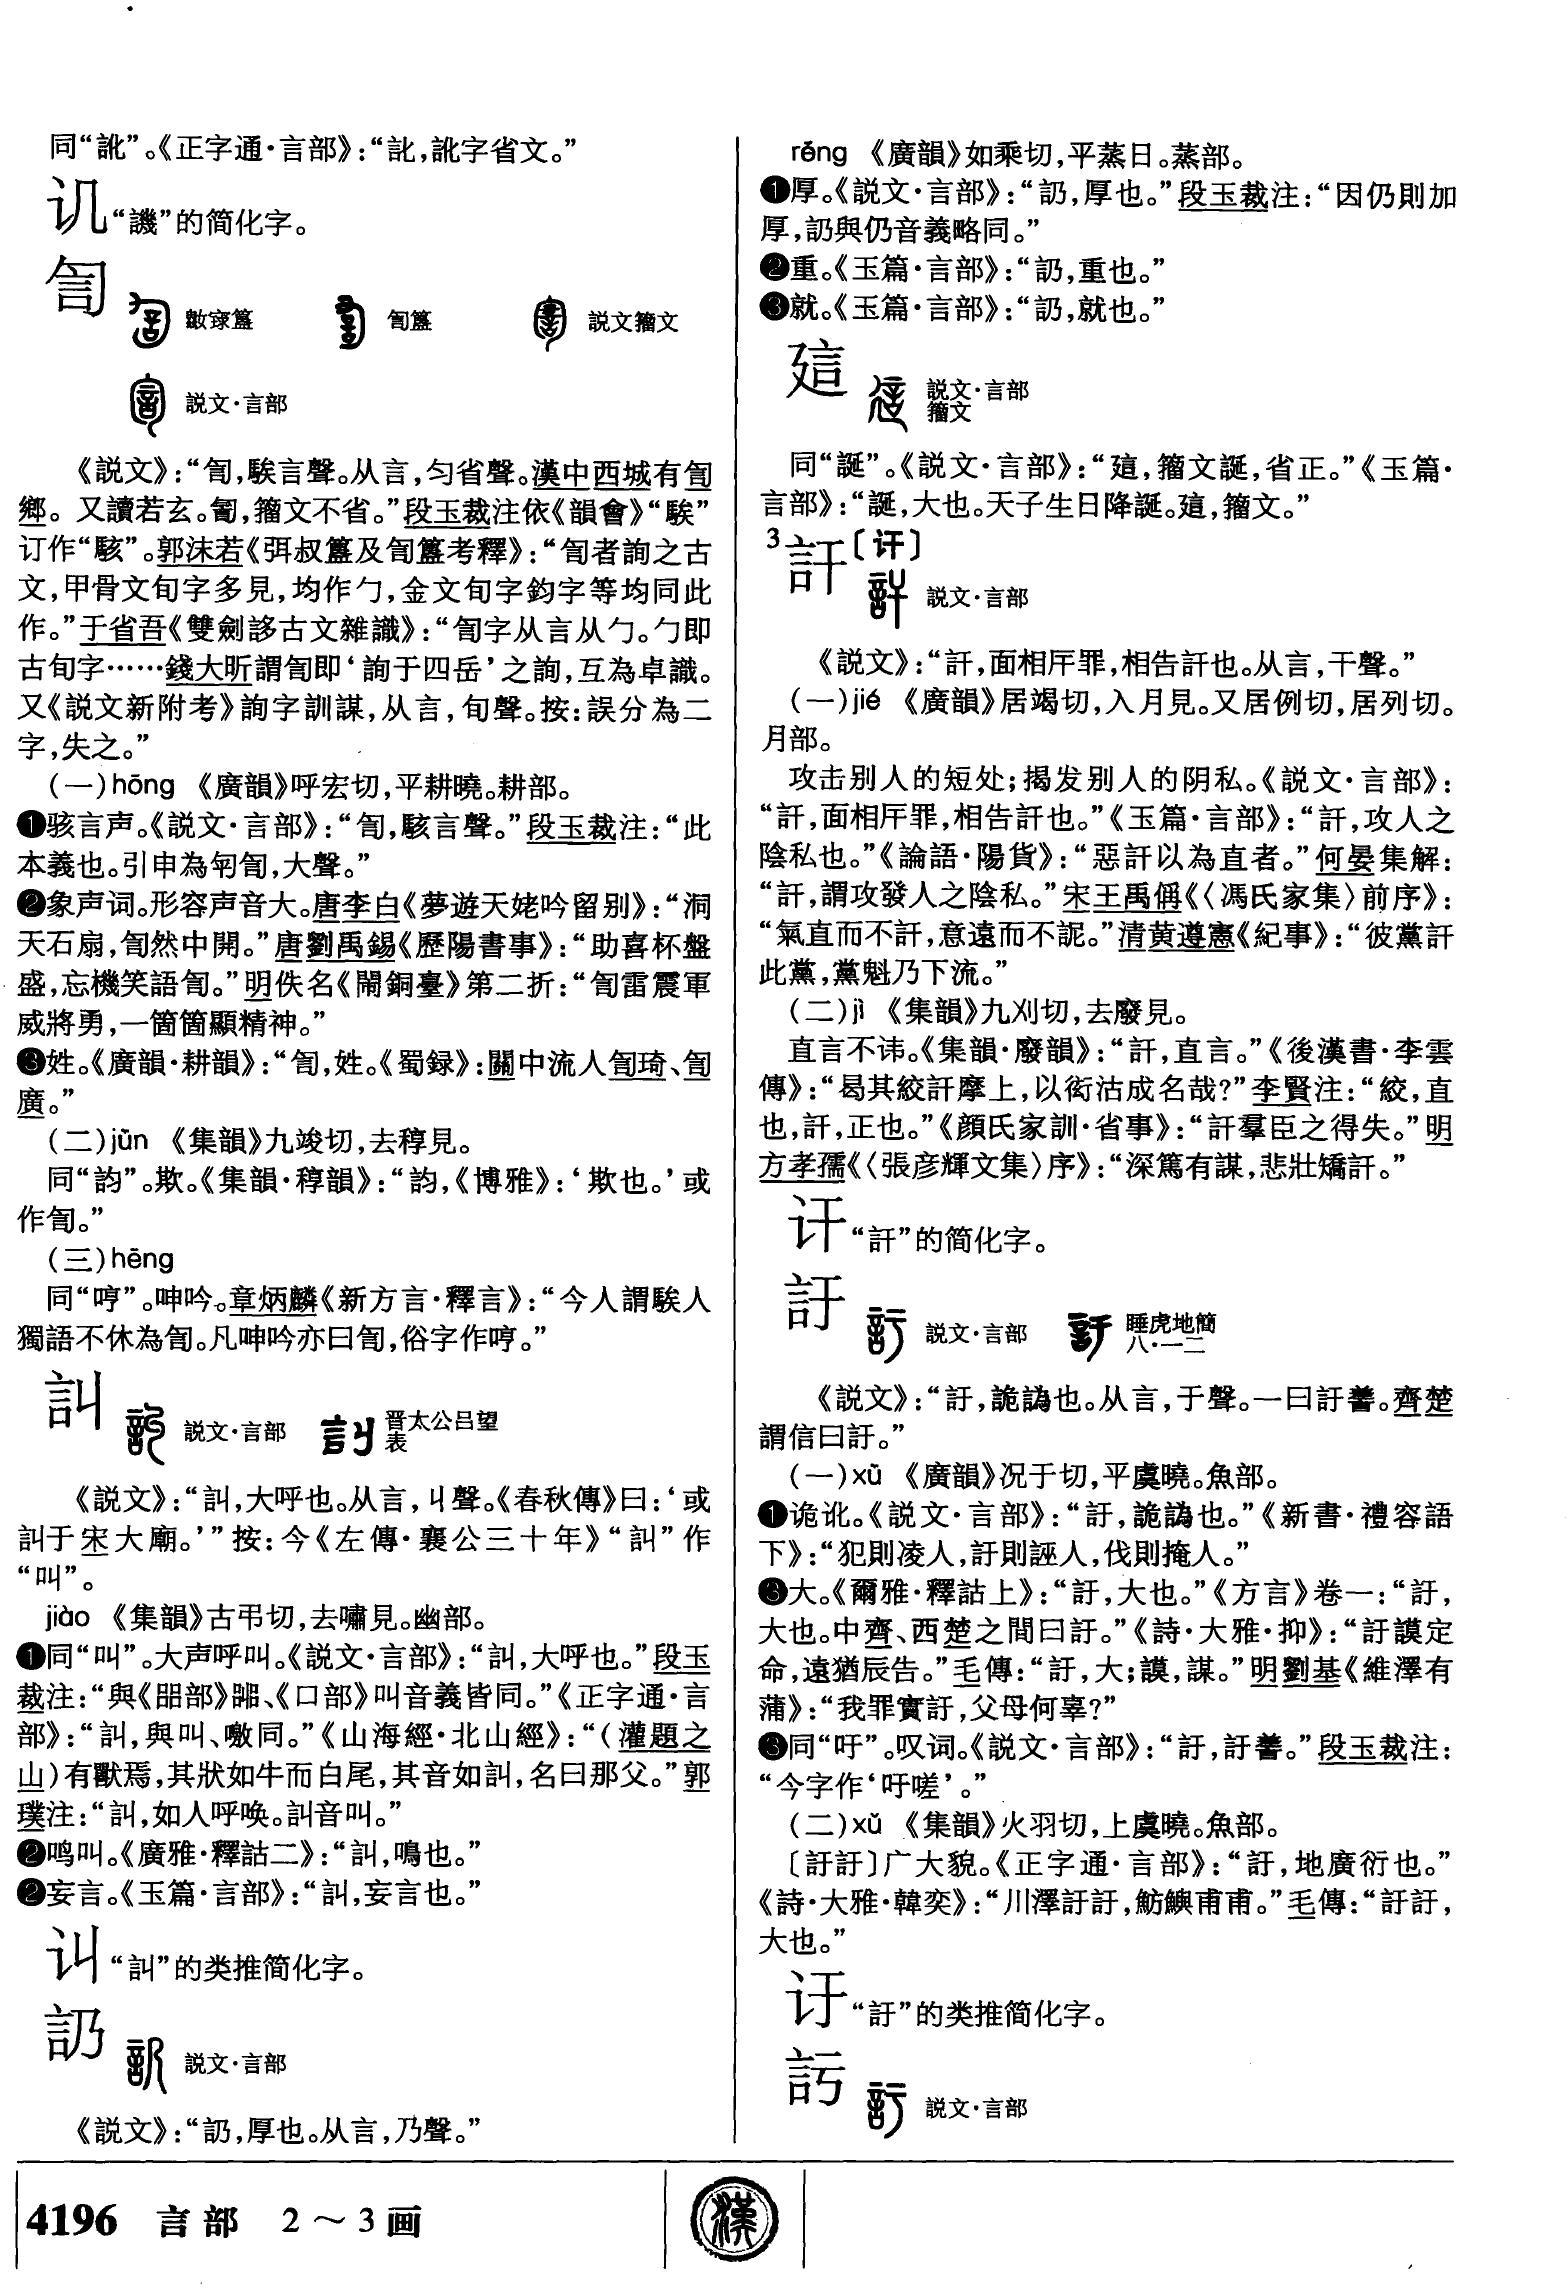 同“訛”。《正字通·言部》：“訿，訛字省文。”
讥 “譏”的简化字。
訇 㪤𡩡簋 訇簋 説文籀文
説文·言部
《説文》：“訇，騃言聲。从言，匀省聲。漢中西城有訇
鄉。又讀若玄。䚻，籀文不省。”段玉裁注依《韻會》“騃”
订作“駭”。郭沫若《弭叔簋及訇簋考釋》：“訇者詢之古
文，甲骨文旬字多見，均作勹，金文旬字鈞字等均同此
作。”于省吾《雙劍誃古文雜識》：“訇字从言从勹。勹即
古旬字……錢大昕謂訇即‘詢于四岳’之詢，互為卓識。
又《説文新附考》詢字訓謀，从言，旬聲。按：誤分為二
字，失之。”
（一）hōng 《廣韻》呼宏切，平耕曉。耕部。
❶骇言声。《説文·言部》：“訇，駭言聲。”段玉裁注：“此
本義也。引申為訇訇，大聲。”
❷象声词。形容声音大。唐李白《夢遊天姥吟留别》：“洞
天石扇，訇然中開。”唐劉禹錫《歷陽書事》：“助喜杯盤
盛，忘機笑語訇。”明佚名《鬧銅臺》第二折：“訇雷震軍
威將勇，一箇箇顯精神。”
❸姓。《廣韻·耕韻》：“訇，姓。《蜀録》：關中流人訇琦、訇
廣。”
（二）jùn 《集韻》九竣切，去稕見。
同“韵”。欺。《集韻·稕韻》：“韵，《博雅》：‘欺也。’或
作訇。”
（三）hēng
同“哼”。呻吟。章炳麟《新方言·釋言》：“今人謂騃人
獨語不休為訇。凡呻吟亦曰訇，俗字作哼。”
訆 説文·言部 晋太公吕望
表
《説文》：“訆，大呼也。从言，丩聲。《春秋傳》曰：‘或
訆于宋大廟。’”按：今《左傳·襄公三十年》“訆”作
“叫”。
jiào 《集韻》古弔切，去嘯見。幽部。
❶同“叫”。大声呼叫。《説文·言部》：“訆，大呼也。”段玉
裁注：“與《㗊部》嘂、《口部》叫音義皆同。”《正字通·言
部》：“訆，與叫、噭同。”《山海經·北山經》：“（灌題之
山）有獸焉，其狀如牛而白尾，其音如訆，名曰那父。”郭
璞注：“訆，如人呼唤。訆音叫。”
❷鸣叫。《廣雅·釋詁二》：“訆，鳴也。”
❷妄言。《玉篇·言部》：“訆，妄言也。”
𫍙 “訆”的类推简化字。
訒 説文·言部
《説文》：“訒，厚也。从言，乃聲。”
rěng 《廣韻》如乘切，平蒸日。蒸部。
❶厚。《説文·言部》：“訒，厚也。”段玉裁注：“因仍則加
厚，訒與仍音義略同。”
❷重。《玉篇·言部》：“訒，重也。”
❸就。《玉篇·言部》：“訒，就也。”
𧥧 説文·言部
籀文
同“誕”。《説文·言部》：“𧥧，籀文誕，省正。”《玉篇·
言部》：“誕，大也。天子生日降誕。𧥧，籀文。”
3 訐〔讦〕
説文·言部
《説文》：“訐，面相厈罪，相告訐也。从言，干聲。”
（一）jié 《廣韻》居竭切，入月見。又居例切，居列切。
月部。
攻击别人的短处；揭发别人的阴私。《説文·言部》：
“訐，面相厈罪，相告訐也。”《玉篇·言部》：“訐，攻人之
陰私也。”《論語·陽貨》：“惡訐以為直者。”何晏集解：
“訐，謂攻發人之陰私。”宋王禹偁《〈馮氏家集〉前序》：
“氣直而不訐，意遠而不詭。”清黄遵憲《紀事》：“彼黨訐
此黨，黨魁乃下流。”
（二）jì 《集韻》九刈切，去廢見。
直言不讳。《集韻·廢韻》：“訐，直言。”《後漢書·李雲
傳》：“曷其絞訐摩上，以衒沽成名哉?”李賢注：“絞，直
也，訐，正也。”《顔氏家訓·省事》：“訐羣臣之得失。”明
方孝孺《〈張彦輝文集〉序》：“深篤有謀，悲壯矯訐。”
讦 “訐”的简化字。
訏 説文·言部 睡虎地簡
八·一二
《説文》：“訏，詭譌也。从言，于聲。一曰訏謩。齊楚
謂信曰訏。”
（一）xū 《廣韻》况于切，平虞曉。魚部。
❶诡讹。《説文·言部》：“訏，詭譌也。”《新書·禮容語
下》：“犯則凌人，訏則誣人，伐則掩人。”
❸大。《爾雅·釋詁上》：“訏，大也。”《方言》卷一：“訏，
大也。中齊、西楚之間曰訏。”《詩·大雅·抑》：“訏謨定
命，遠猶辰告。”毛傳：“訏，大；謨，謀。”明劉基《維澤有
蒲》：“我罪實訏，父母何辜?”
❸同“吁”。叹词。《説文·言部》：“訏，訏謩。”段玉裁注：
“今字作‘吁嗟’。”
（二）xǔ 《集韻》火羽切，上虞曉。魚部。
〔訏訏〕广大貌。《正字通·言部》：“訏，地廣衍也。”
《詩·大雅·韓奕》：“川澤訏訏，魴鱮甫甫。”毛傳：“訏訏，
大也。”
䜣 “訏”的类推简化字。
訏 説文·言部
4196 言部 2～3画
漢